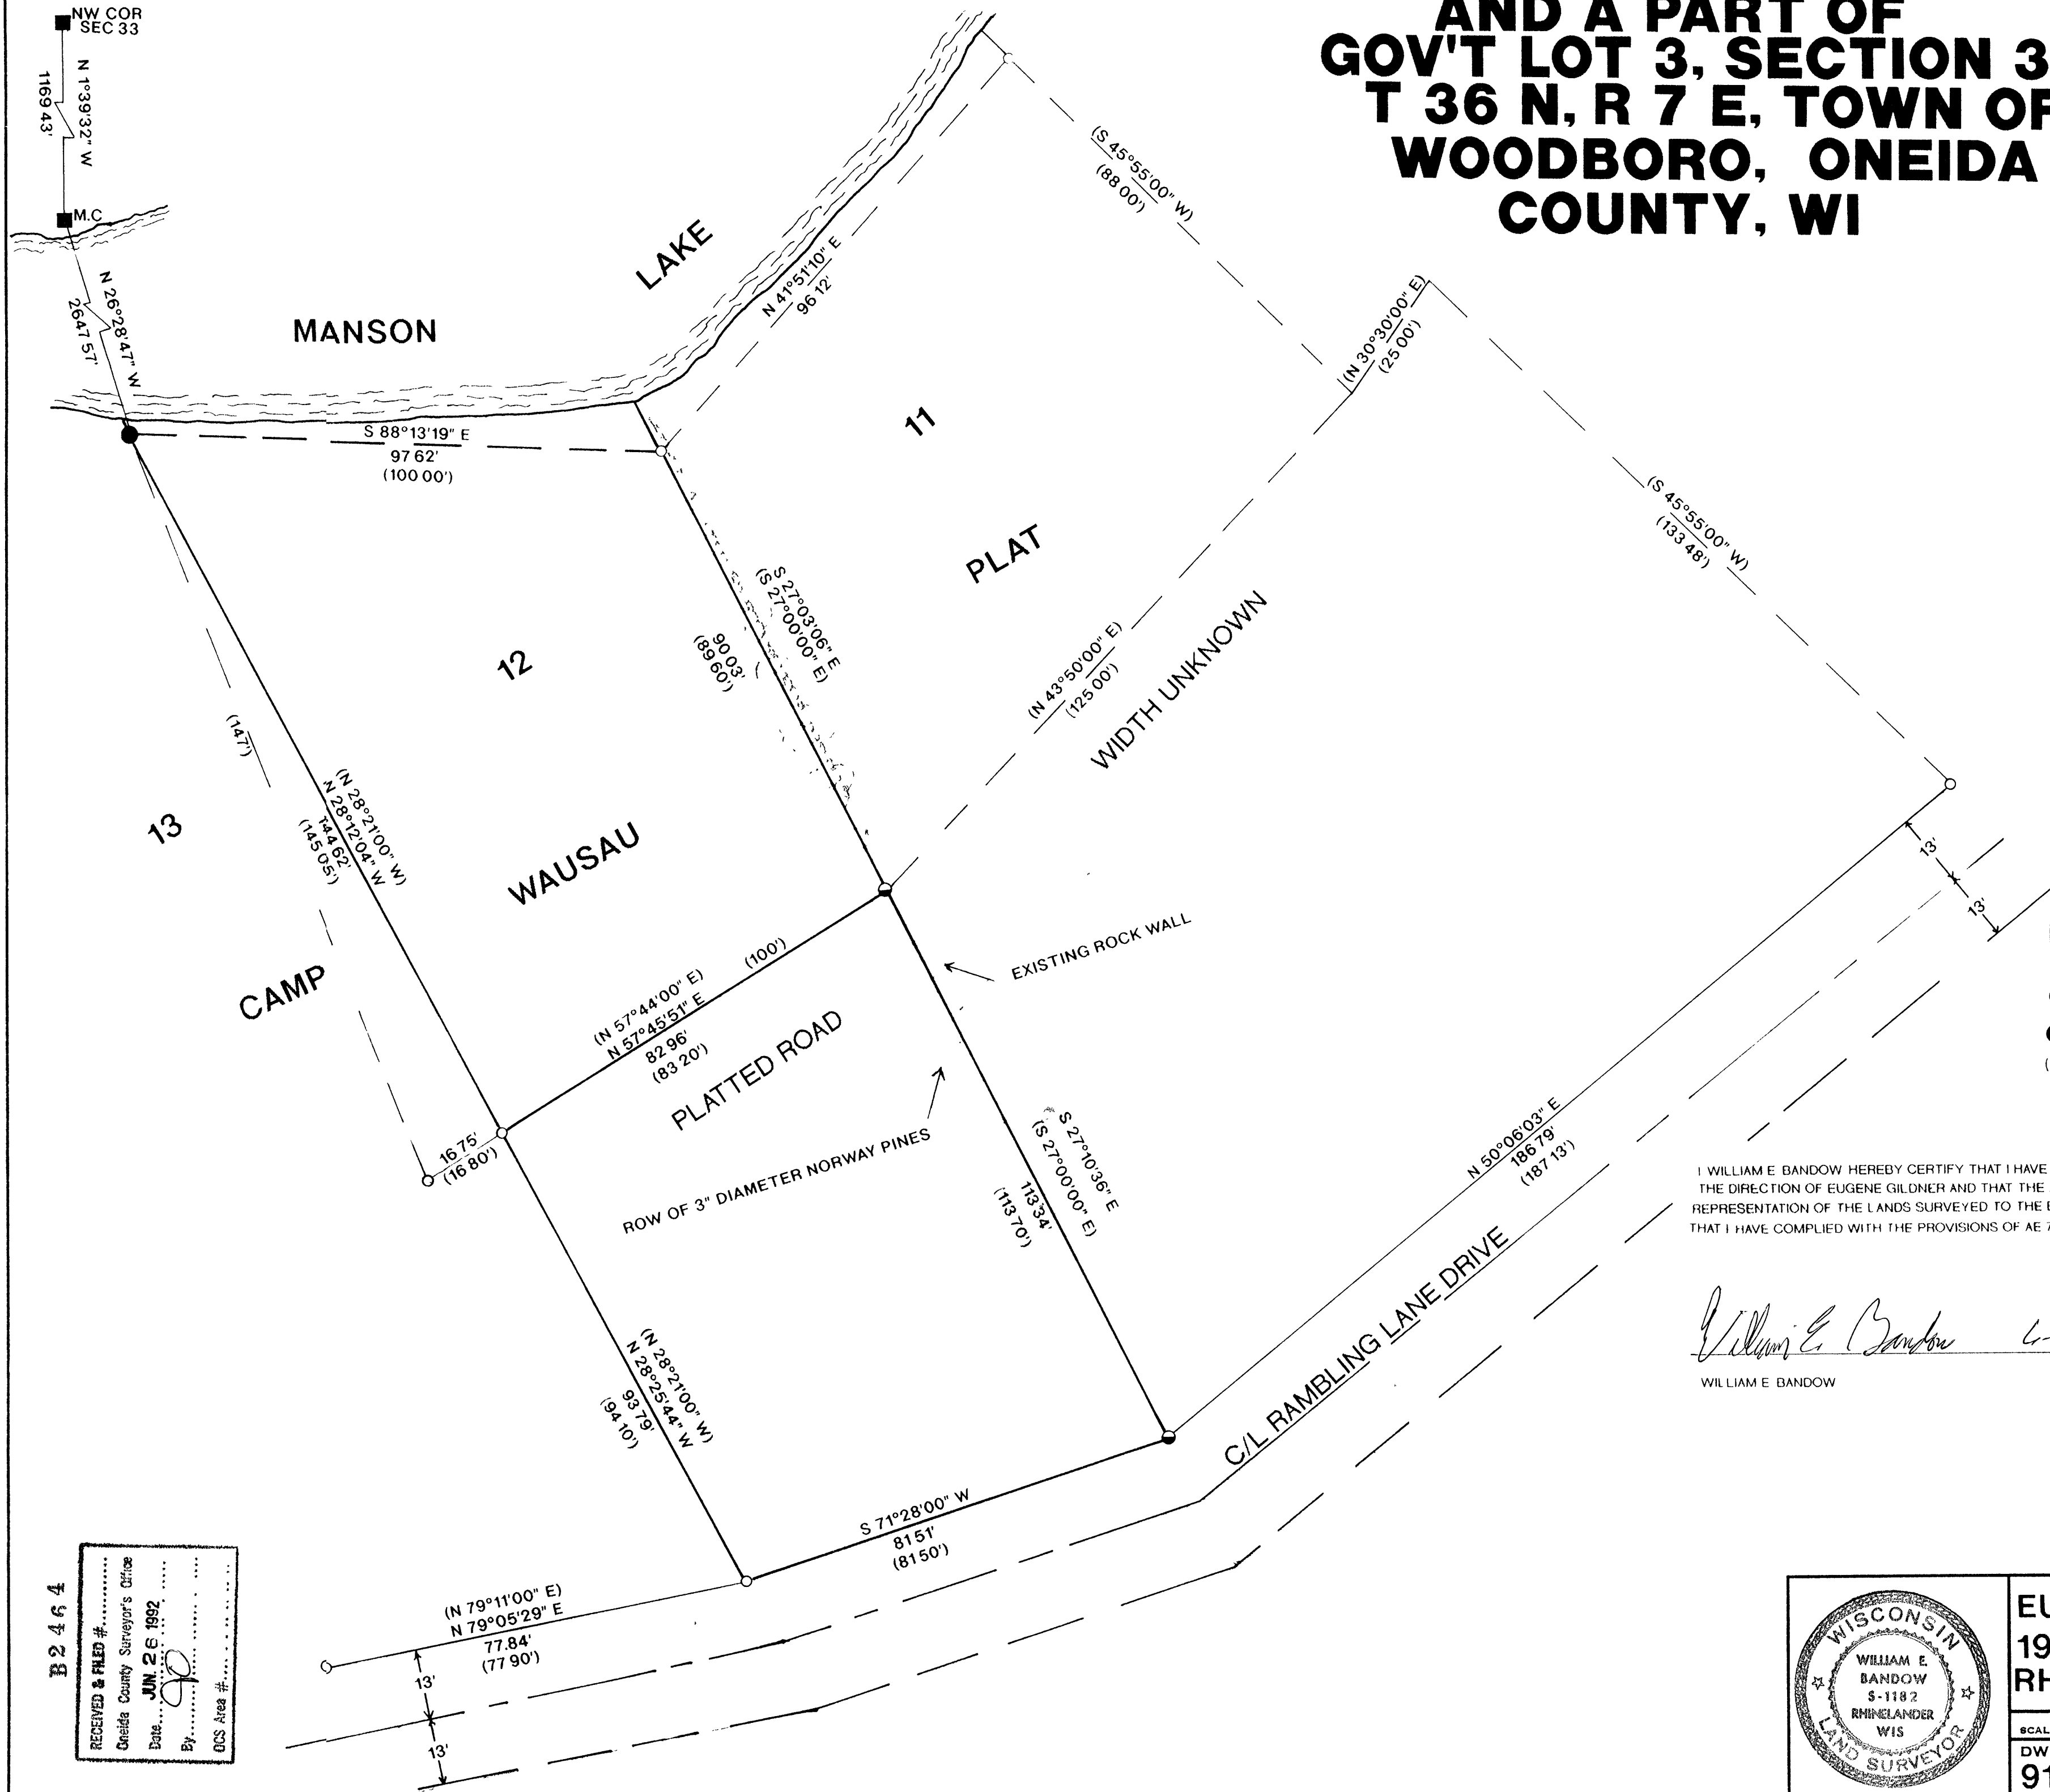 AND A PART OF
GOV'T LOT 3, SECTION 3
T 36 N, R 7 E, TOWN OF
WOODBORO, ONEIDA
COUNTY, WI
NW COR
SEC 33
N 1°39'32" W
1169 43'
M.C
N 26°28'47" W
2647 57'
MANSON
LAKE
S 88°13'19" E
97 62'
(100 00')
N 41°51'10" E
96 12'
(S 45°55'00" W)
(88 00')
(N 30°30'00" E)
(25 00')
11
PLAT
(S 45°55'00" W)
(133 48')
S 27°03'06" E
(S 27°00'00" E)
90 03'
(89 60')
12
(N 43°50'00" E)
(125 00')
WIDTH UNKNOWN
(147')
13
(N 28°21'00" W)
N 28°12'04" W
144 62'
(145 05')
WAUSAU
CAMP
13'
13'
(100')
(N 57°44'00" E)
N 57°45'51" E
82 96'
(83 20')
EXISTING ROCK WALL
PLATTED ROAD
16 75'
(16 80')
ROW OF 3" DIAMETER NORWAY PINES
S 27°10'36" E
(S 27°00'00" E)
113 34'
(113 70')
N 50°06'03" E
186 79'
(187 13')
I WILLIAM E BANDOW HEREBY CERTIFY THAT I HAVE
THE DIRECTION OF EUGENE GILDNER AND THAT THE
REPRESENTATION OF THE LANDS SURVEYED TO THE
THAT I HAVE COMPLIED WITH THE PROVISIONS OF AE 7
C/L RAMBLING LANE DRIVE
William E. Bandow
WILLIAM E BANDOW
(N 28°21'00" W)
N 28°25'44" W
93 79'
(94 10')
S 71°28'00" W
81 51'
(81 50')
(N 79°11'00" E)
N 79°05'29" E
77.84'
(77 90')
13'
13'
B2464
RECEIVED & FILED #
Oneida County Surveyor's Office
Date JUN. 26 1992
By
OCS Area #
WISCONSIN
WILLIAM E.
BANDOW
S-1182
RHINELANDER
WIS
LAND SURVEYOR
EU
19
RH
SCAL
DW
91